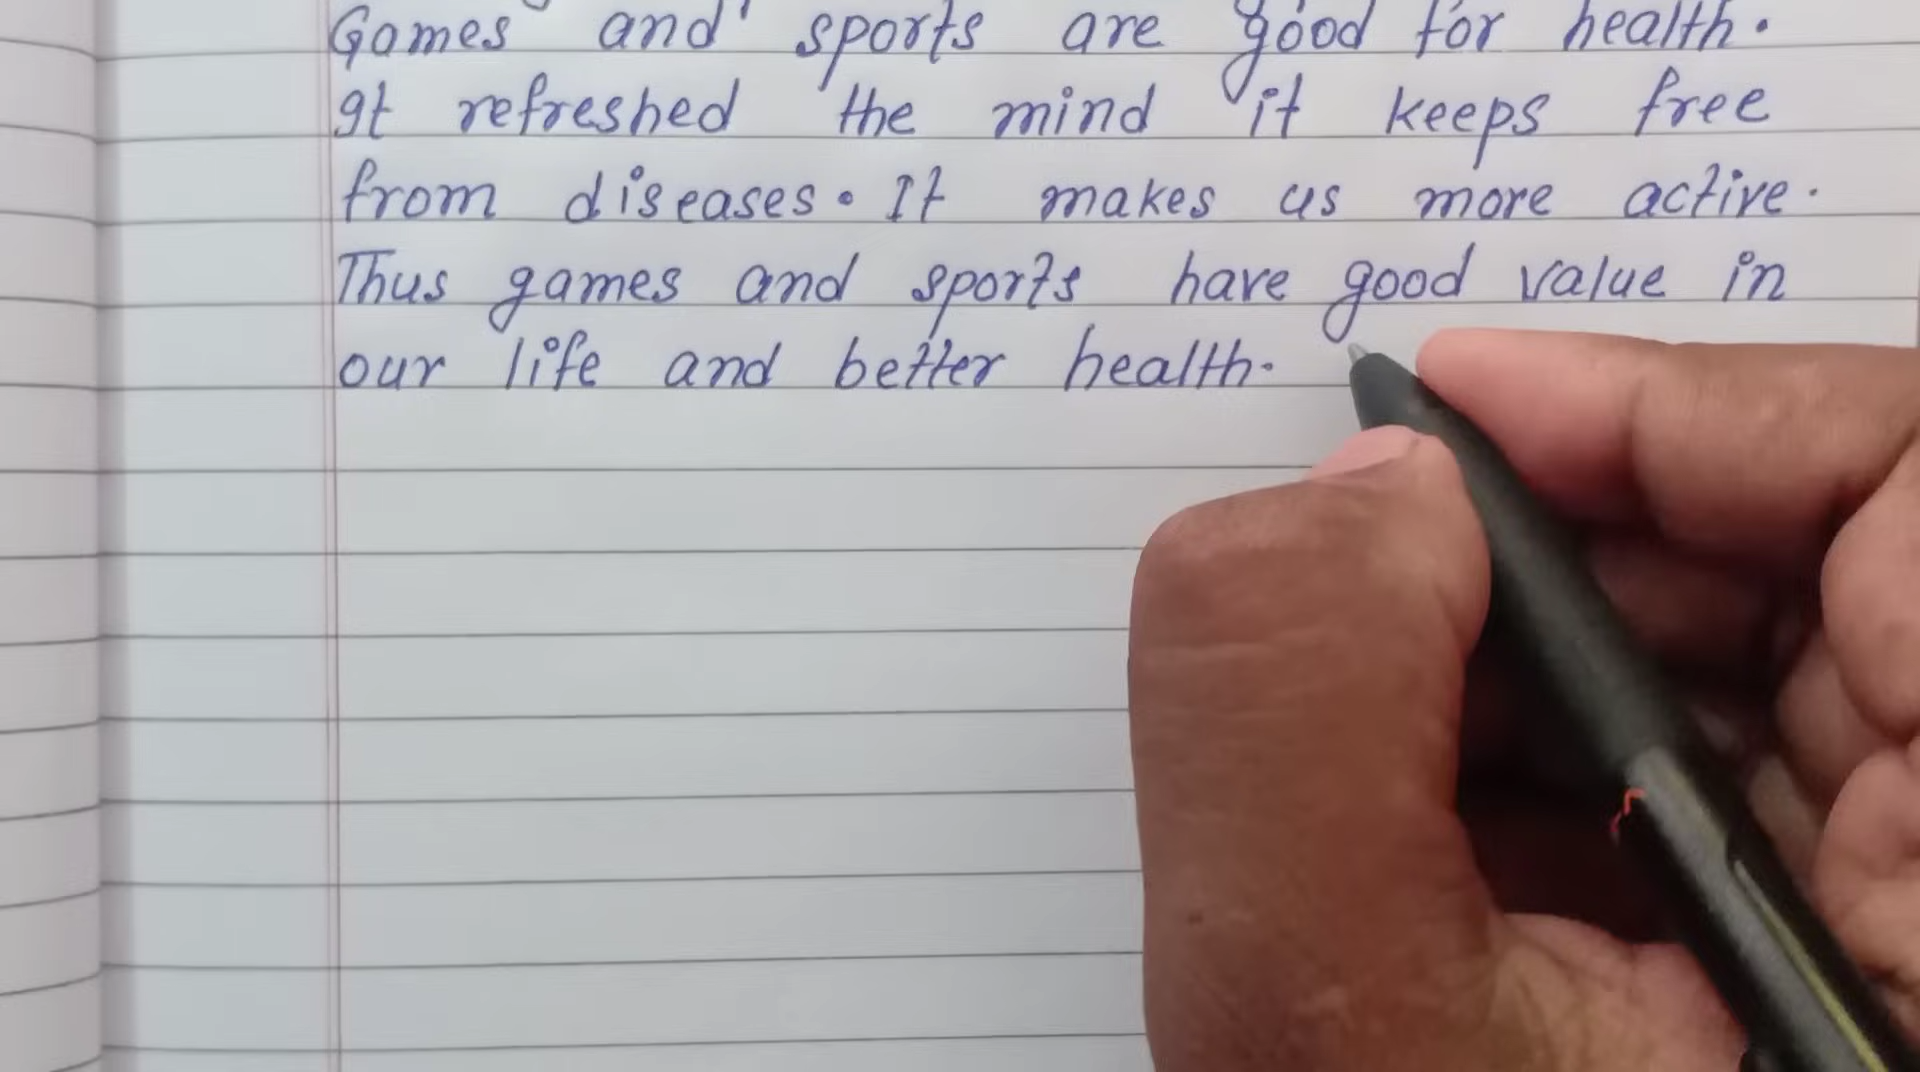 Games and sports are good for health.
It refreshed the mind it keeps free
from diseases. It makes us more active.
Thus games and sports have good value in
our life and better health.